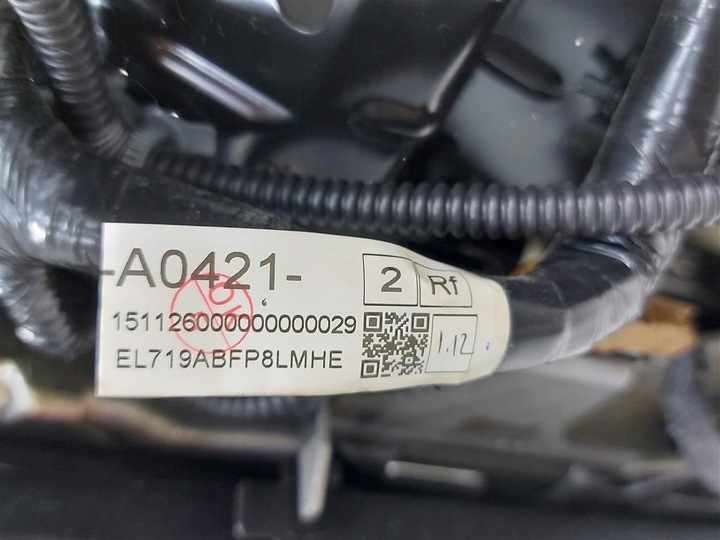 -A0421-
2
Rf
151126000000000029
EL719ABFP8LMHE
1.12